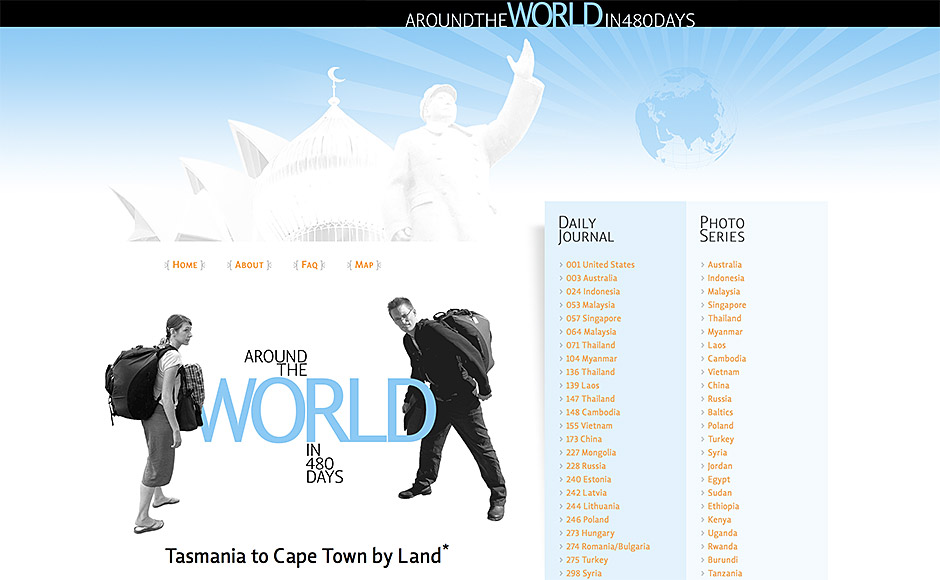 AROUNDTHEWORLDIN480DAYS
{ HOME } { ABOUT } { FAQ } { MAP }
AROUND
THE
WORLD
IN
480
DAYS
Tasmania to Cape Town by Land*
DAILY
JOURNAL
› 001 United States
› 003 Australia
› 024 Indonesia
› 053 Malaysia
› 057 Singapore
› 064 Malaysia
› 071 Thailand
› 104 Myanmar
› 136 Thailand
› 139 Laos
› 147 Thailand
› 148 Cambodia
› 155 Vietnam
› 173 China
› 227 Mongolia
› 228 Russia
› 240 Estonia
› 242 Latvia
› 244 Lithuania
› 246 Poland
› 273 Hungary
› 274 Romania/Bulgaria
› 275 Turkey
› 298 Syria
PHOTO
SERIES
› Australia
› Indonesia
› Malaysia
› Singapore
› Thailand
› Myanmar
› Laos
› Cambodia
› Vietnam
› China
› Russia
› Baltics
› Poland
› Turkey
› Syria
› Jordan
› Egypt
› Sudan
› Ethiopia
› Kenya
› Uganda
› Rwanda
› Burundi
› Tanzania